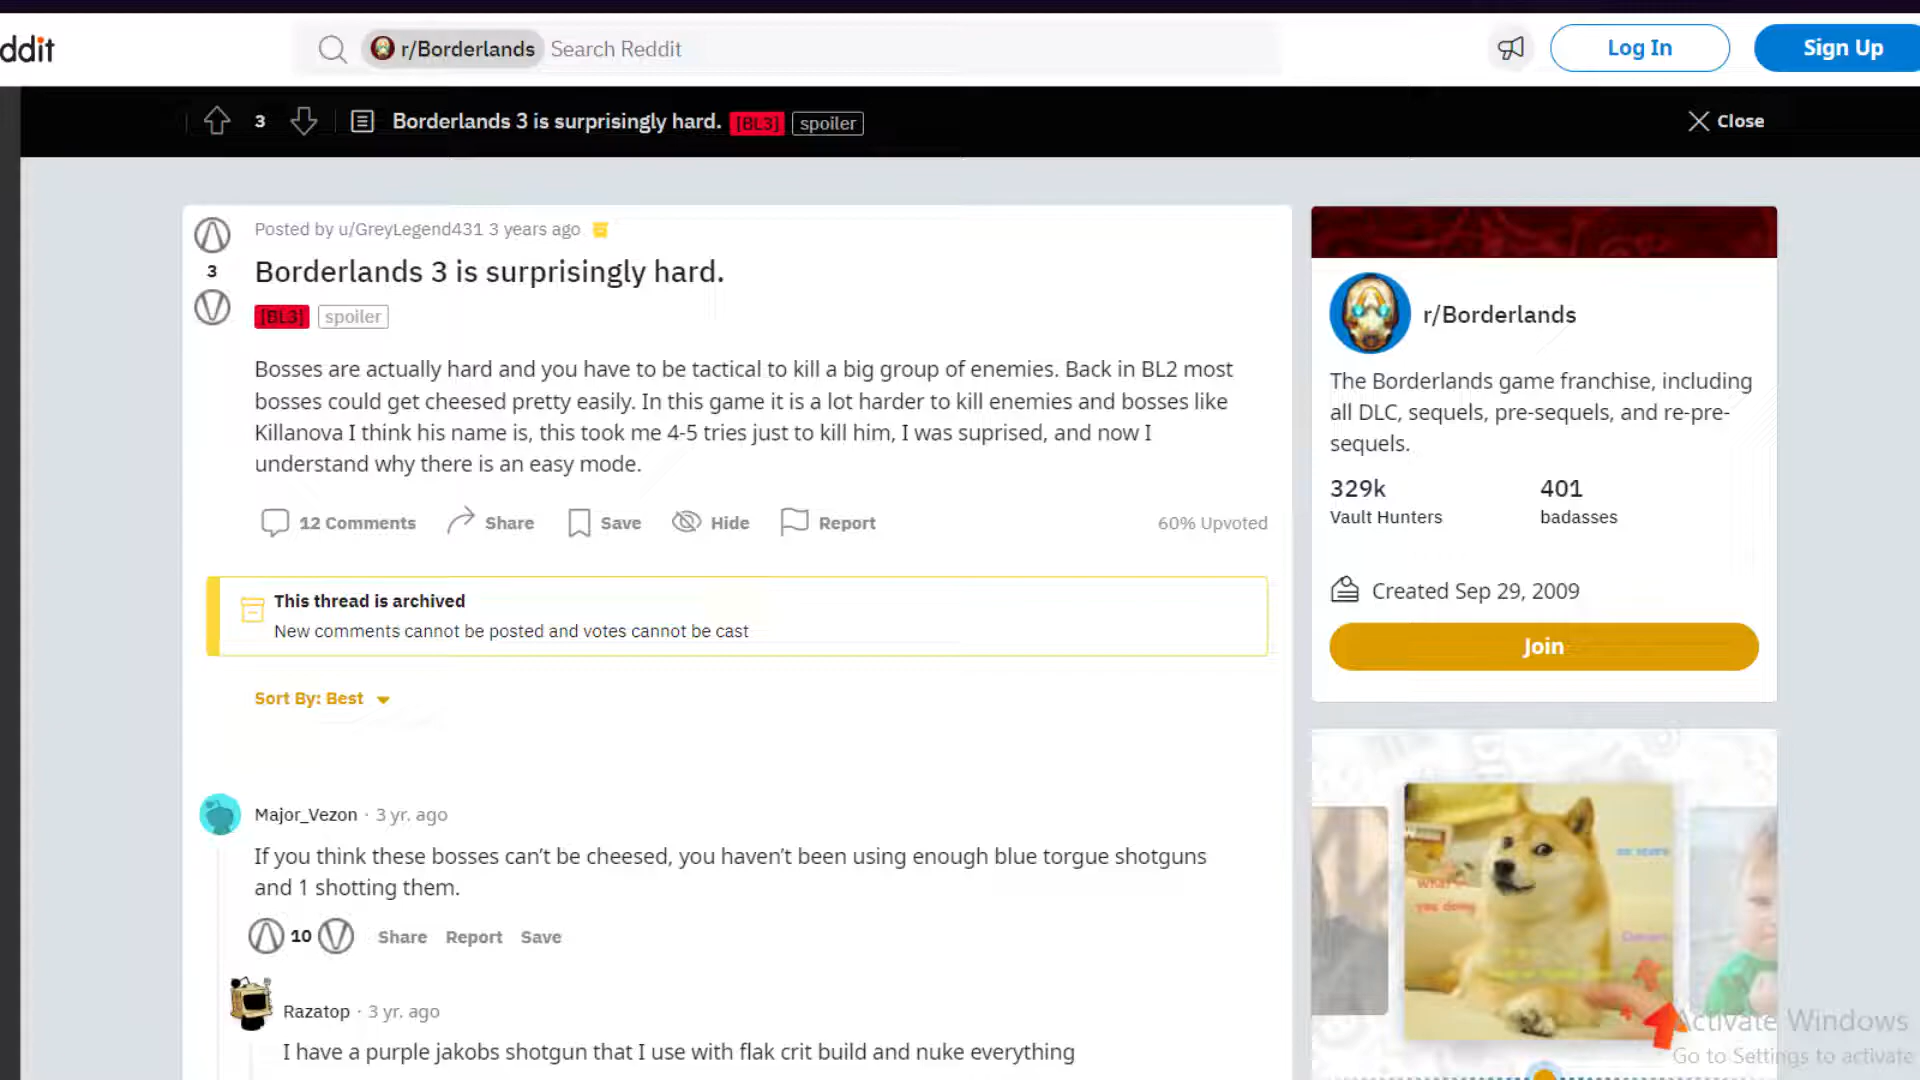 ddit
r/Borderlands Search Reddit
Log In
Sign Up
3
Borderlands 3 is surprisingly hard. [BL3] spoiler
Close
Posted by u/GreyLegend431 3 years ago
3
Borderlands 3 is surprisingly hard.
[BL3] spoiler
Bosses are actually hard and you have to be tactical to kill a big group of enemies. Back in BL2 most
bosses could get cheesed pretty easily. In this game it is a lot harder to kill enemies and bosses like
Killanova I think his name is, this took me 4-5 tries just to kill him, I was suprised, and now I
understand why there is an easy mode.
12 Comments Share Save Hide Report 60% Upvoted
This thread is archived
New comments cannot be posted and votes cannot be cast
Sort By: Best
Major_Vezon · 3 yr. ago
If you think these bosses can't be cheesed, you haven't been using enough blue torgue shotguns
and 1 shotting them.
10 Share Report Save
Razatop · 3 yr. ago
I have a purple jakobs shotgun that I use with flak crit build and nuke everything
r/Borderlands
The Borderlands game franchise, including
all DLC, sequels, pre-sequels, and re-pre-
sequels.
329k
Vault Hunters
401
badasses
Created Sep 29, 2009
Join
you doing
Activate Windows
Go to Settings to activate